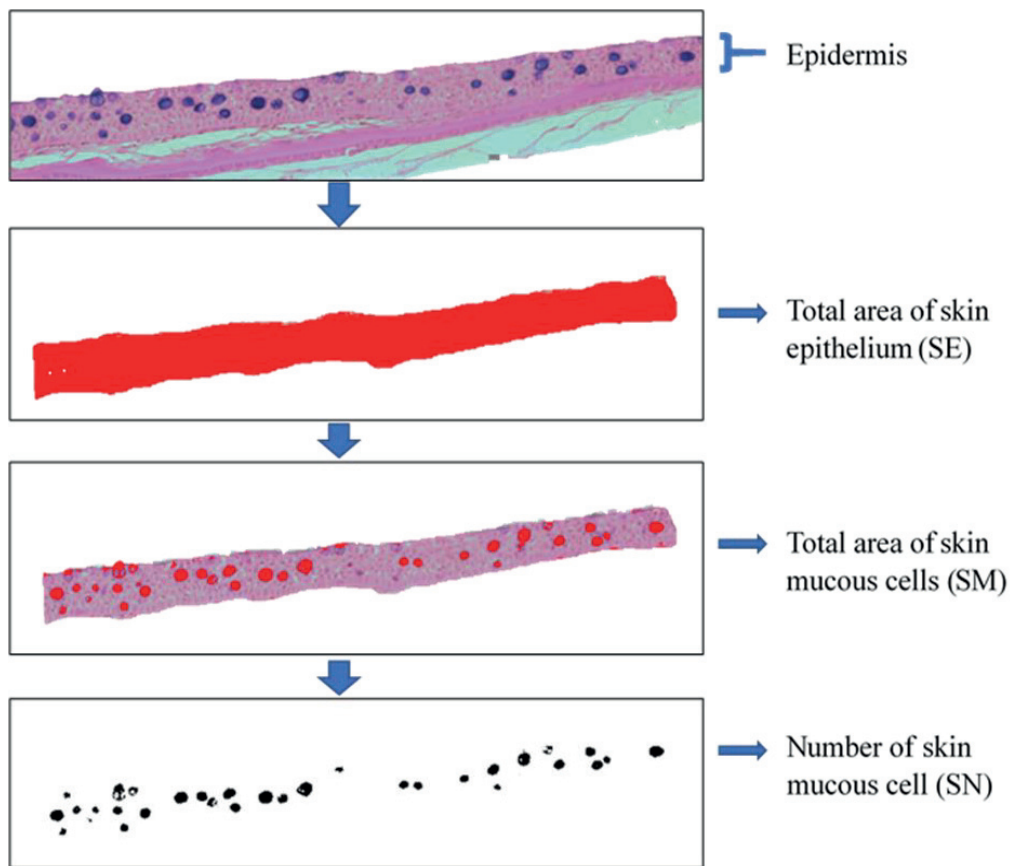 Epidermis
Total area of skin
epithelium (SE)
Total area of skin
mucous cells (SM)
Number of skin
mucous cell (SN)